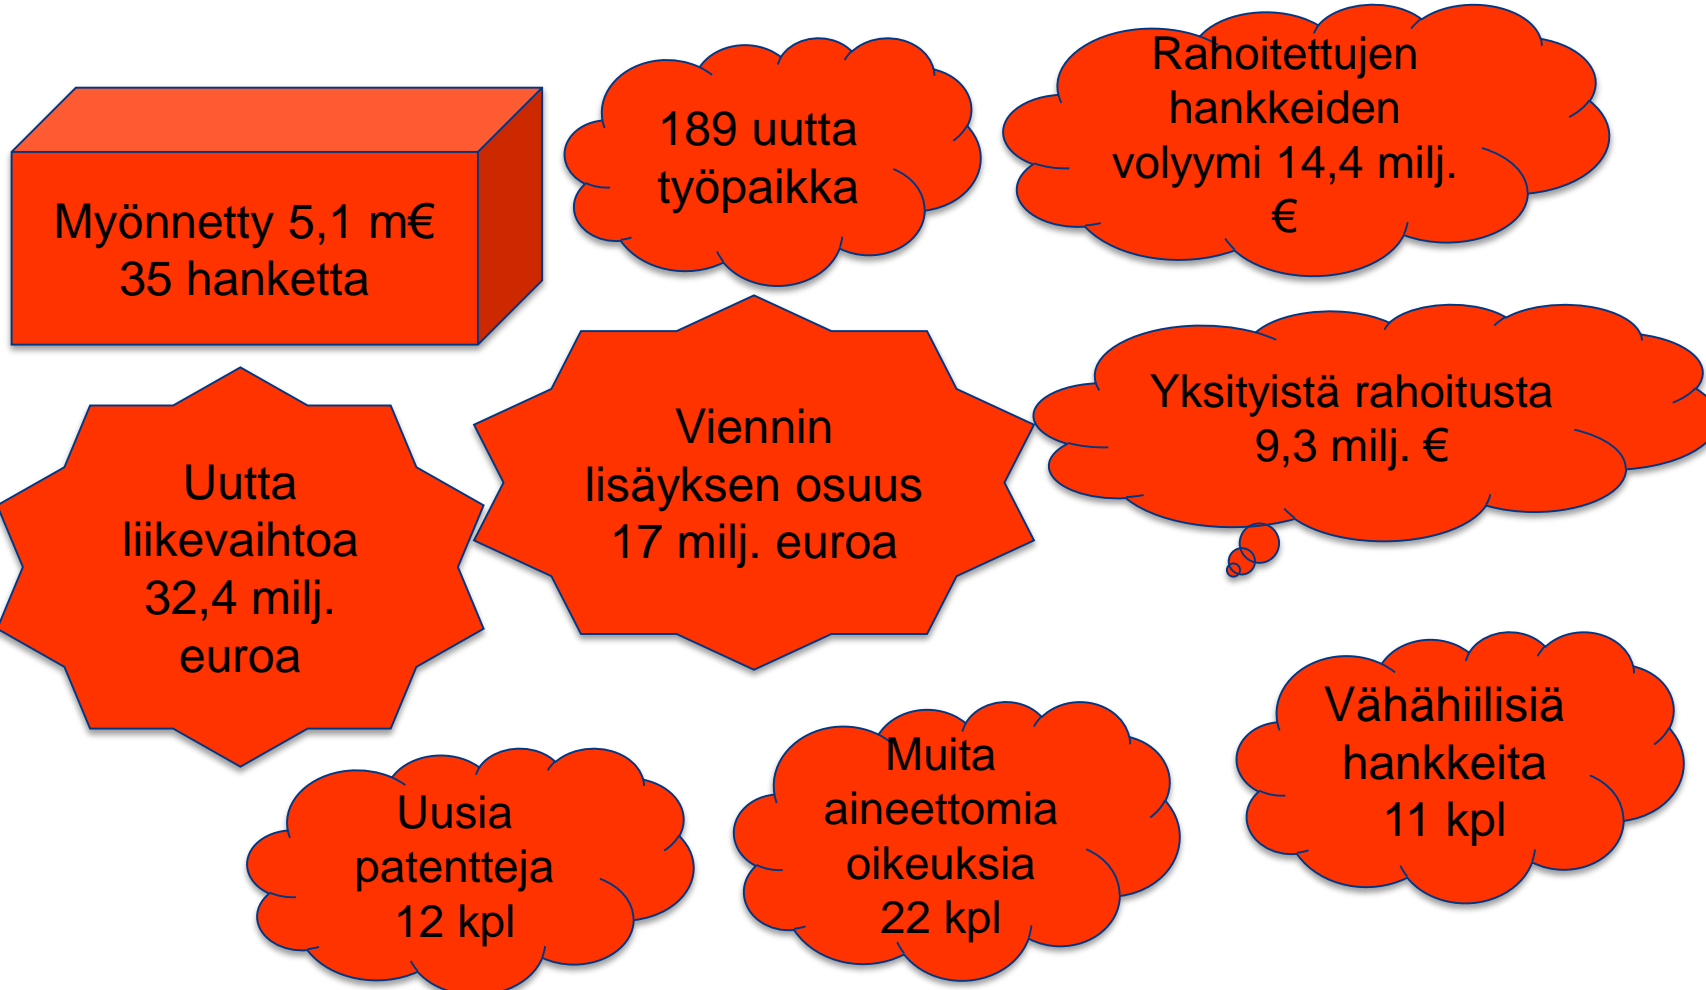 Myönnetty 5,1 m€
35 hanketta
189 uutta
työpaikka
Rahoitettujen
hankkeiden
volyymi 14,4 milj.
€
Uutta
liikevaihtoa
32,4 milj.
euroa
Viennin
lisäyksen osuus
17 milj. euroa
Yksityistä rahoitusta
9,3 milj. €
Uusia
patentteja
12 kpl
Muita
aineettomia
oikeuksia
22 kpl
Vähähiilisiä
hankkeita
11 kpl